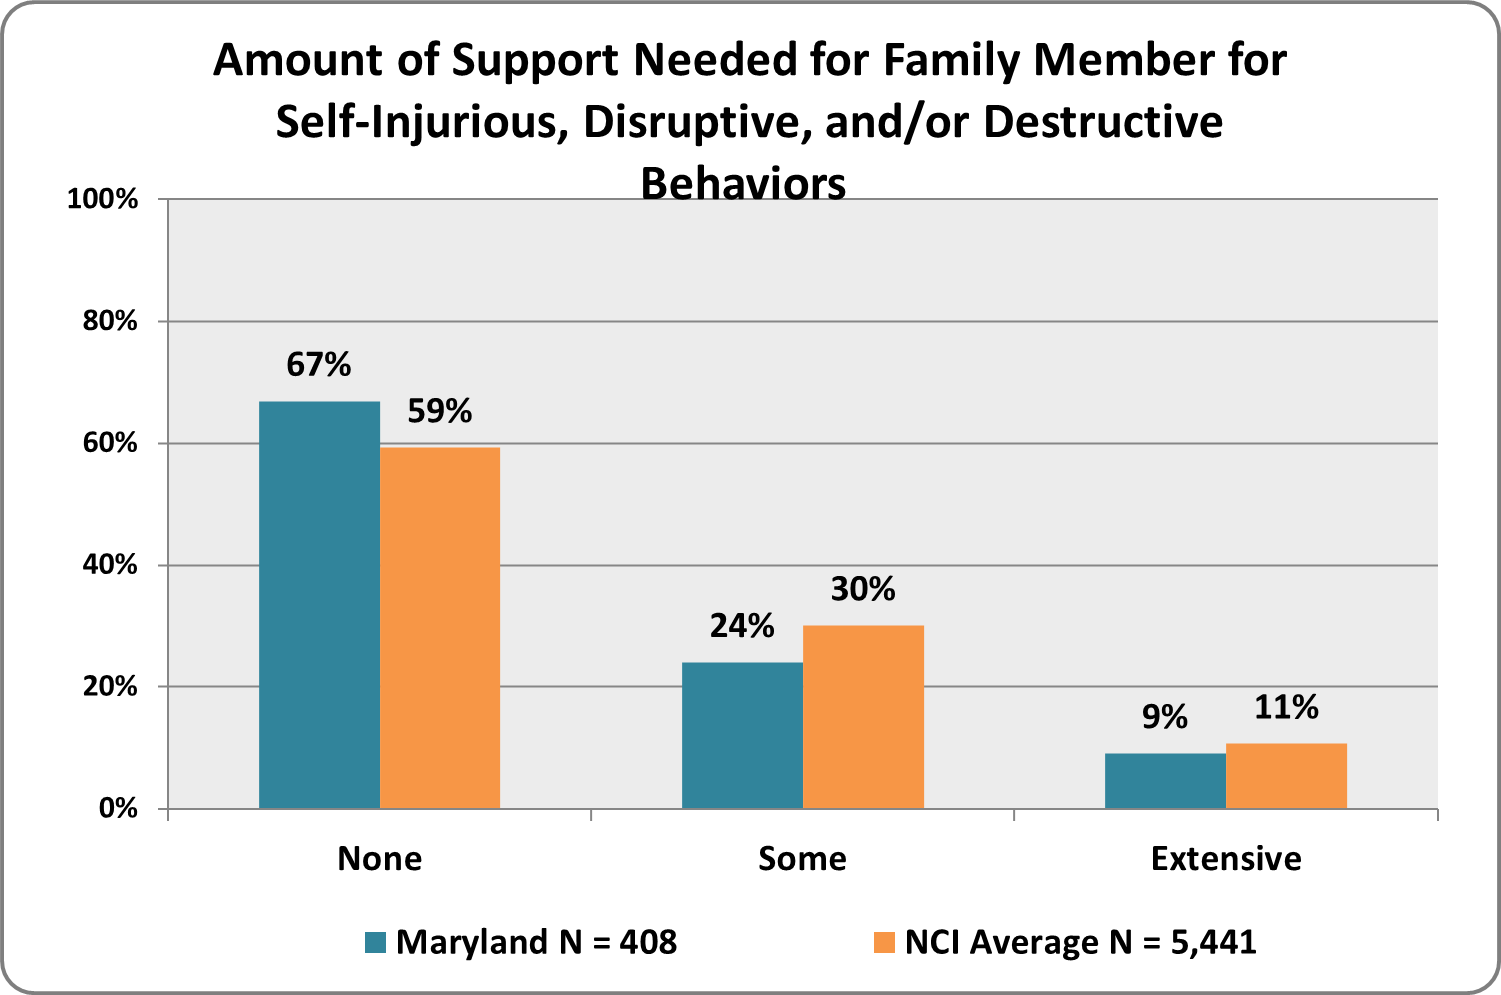 Amount of Support Needed for Family Member for
Self-Injurious, Disruptive, and/or Destructive
Behaviors
100%
80%
60%
40%
20%
0%
67%
59%
24%
30%
9%
11%
None
Some
Extensive
Maryland N = 408
NCI Average N = 5,441